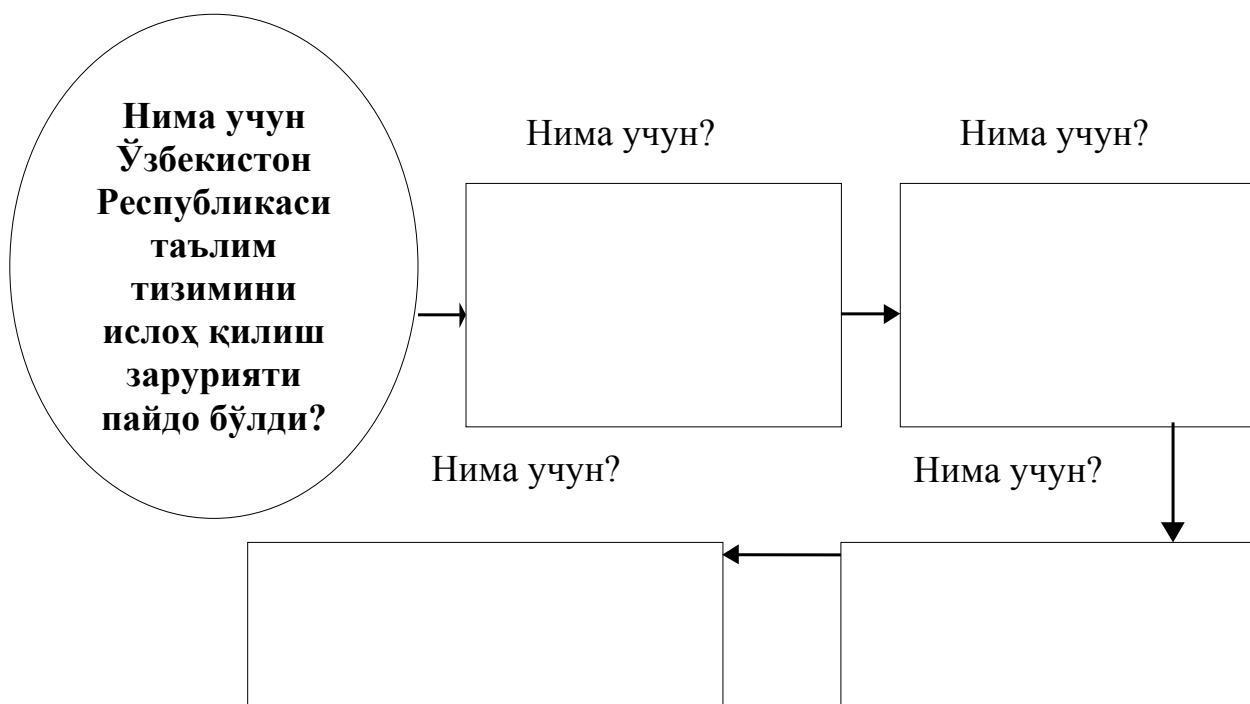 Нима учун
Ўзбекистон
Республикаси
таълим
тизимини
ислоҳ қилиш
зарурияти
пайдо бўлди?
Нима учун?
Нима учун?
Нима учун?
Нима учун?